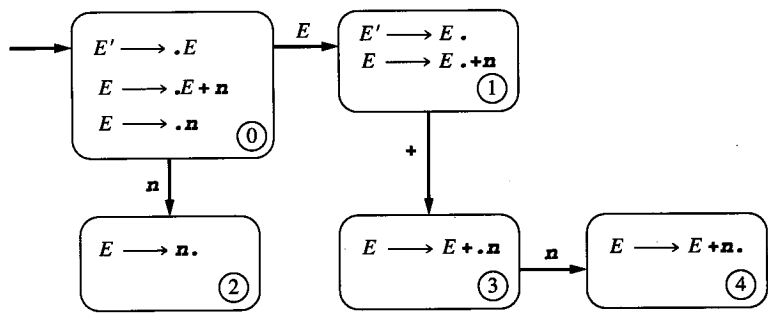 E' ⟶ .E
E ⟶ .E+n
E ⟶ .n
0
E
E' ⟶ E.
E ⟶ E.+n
1
n
+
E ⟶ n.
2
E ⟶ E+.n
3
n
E ⟶ E+n.
4